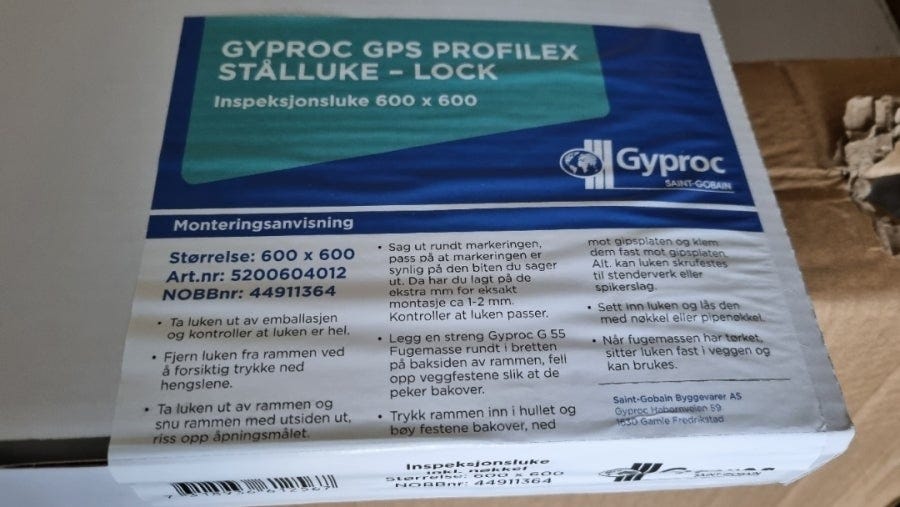 GYPROC GPS PROFILEX
STÅLLUKE – LOCK
Inspeksjonsluke 600 x 600
Gyproc
SAINT-GOBAIN
Monteringsanvisning
Størrelse: 600 x 600
Art.nr: 5200604012
NOBBnr: 44911364
• Ta luken ut av emballasjen
og kontroller at luken er hel.
• Fjern luken fra rammen ved
å forsiktig trykke ned
hengslene.
• Ta luken ut av rammen og
snu rammen med utsiden ut,
riss opp åpningsmålet.
• Sag ut rundt markeringen,
pass på at markeringen er
synlig på den biten du sager
ut. Da har du lagt på de
ekstra mm for eksakt
montasje ca 1-2 mm.
Kontroller at luken passer.
• Legg en streng Gyproc G 55
Fugemasse rundt i bretten
på baksiden av rammen, fell
opp veggfestene slik at de
peker bakover.
• Trykk rammen inn i hullet og
bøy festene bakover, ned
mot gipsplaten og klem
dem fast mot gipsplaten.
Alt. kan luken skrufestes
til stenderverk eller
spikerslag.
• Sett inn luken og lås den
med nøkkel eller pipenøkkel.
• Når fugemassen har tørket,
sitter luken fast i veggen og
kan brukes.
Saint-Gobain Byggevarer AS
Gyproc Habornveien 59
1630 Gamle Fredrikstad
Inspeksjonsluke
inkl. nøkkel
Størrelse: 600 x 600
NOBBnr: 44911364
Gyproc
SAINT-GOBAIN